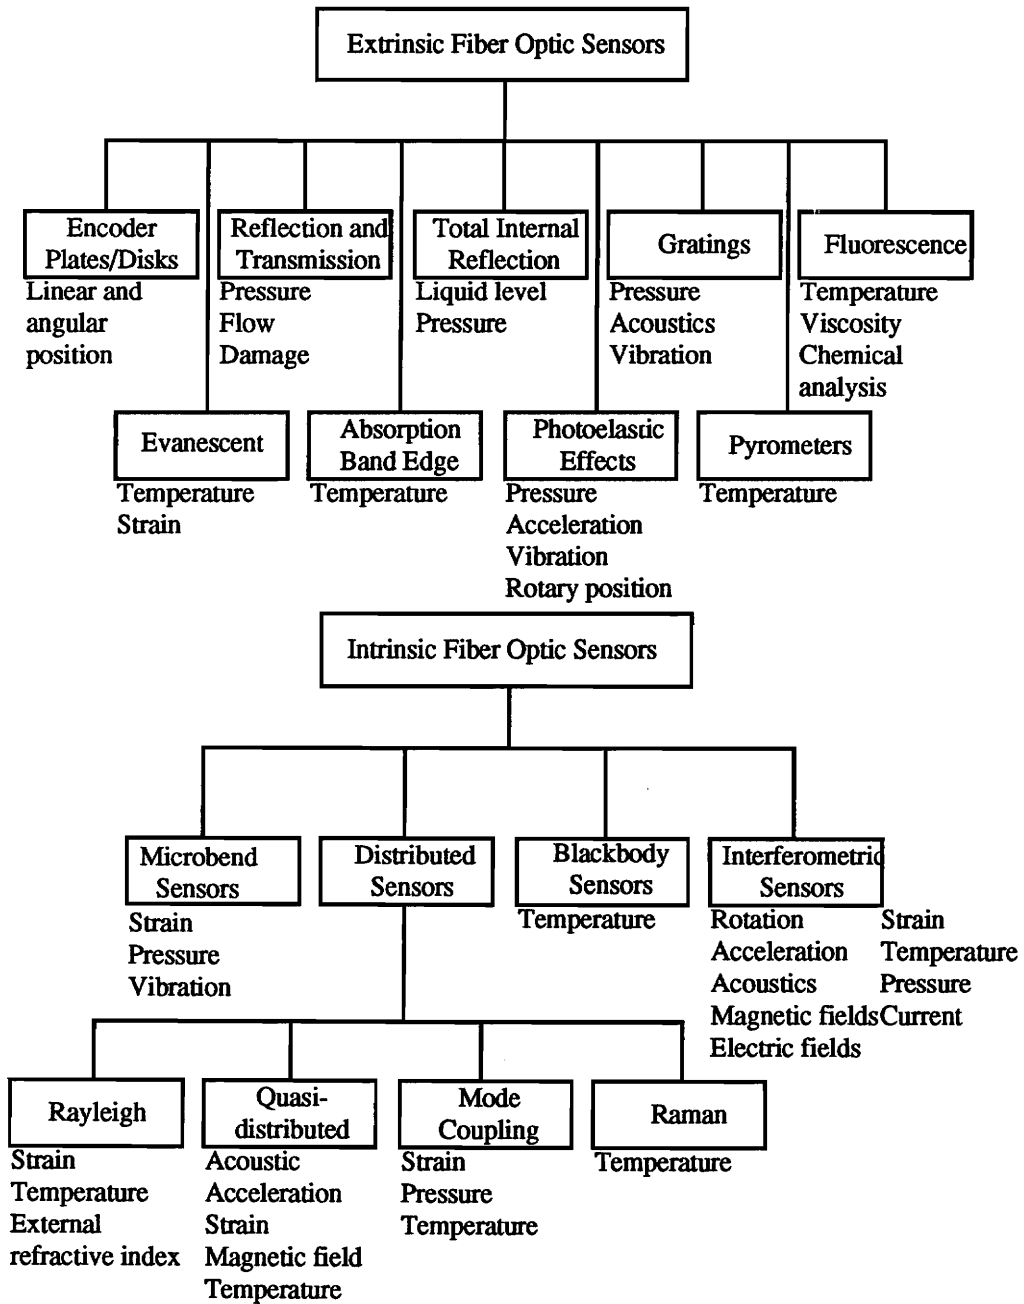 Extrinsic Fiber Optic Sensors
Encoder
Plates/Disks
Linear and
angular
position
Reflection and
Transmission
Pressure
Flow
Damage
Total Internal
Reflection
Liquid level
Pressure
Gratings
Pressure
Acoustics
Vibration
Fluorescence
Temperature
Viscosity
Chemical
analysis
Evanescent
Temperature
Strain
Absorption
Band Edge
Temperature
Photoelastic
Effects
Pressure
Acceleration
Vibration
Rotary position
Pyrometers
Temperature
Intrinsic Fiber Optic Sensors
Microbend
Sensors
Strain
Pressure
Vibration
Distributed
Sensors
Blackbody
Sensors
Temperature
Interferometric
Sensors
Rotation
Acceleration
Acoustics
Magnetic fields
Electric fields
Strain
Temperature
Pressure
Current
Rayleigh
Strain
Temperature
External
refractive index
Quasi-
distributed
Acoustic
Acceleration
Strain
Magnetic field
Temperature
Mode
Coupling
Strain
Pressure
Temperature
Raman
Temperature